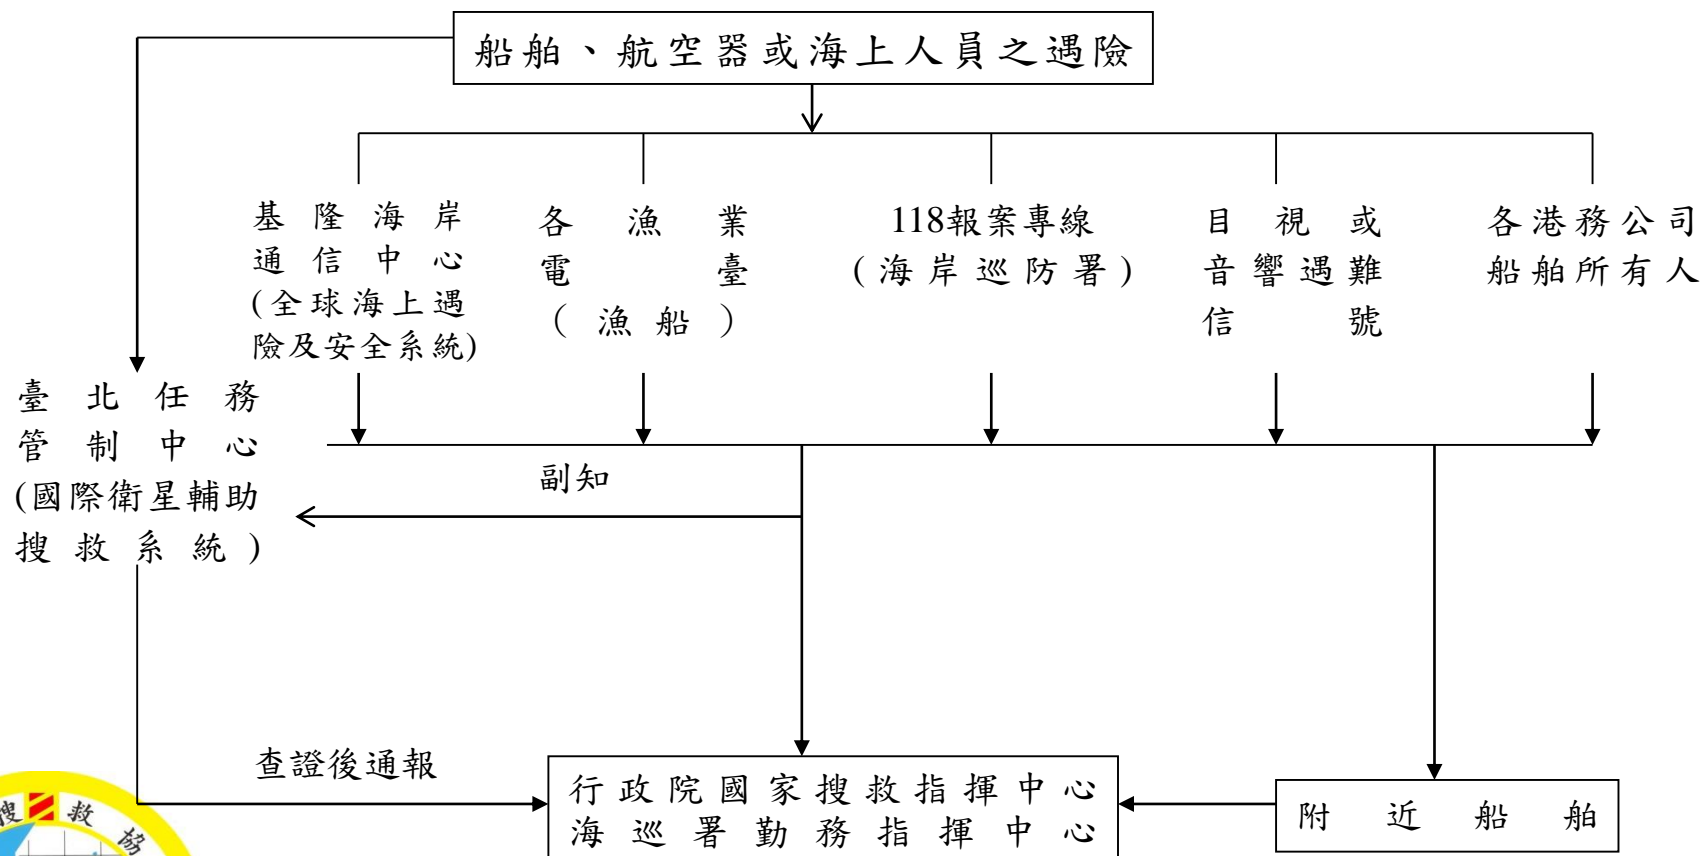 船舶、航空器或海上人員之遇險
基隆海岸
通信中心
(全球海上遇
險及安全系統)
各漁業
電臺
(漁船)
118報案專線
(海岸巡防署)
目視或
音響遇難
信號
各港務公司
船舶所有人
臺北任務
管制中心
(國際衛星輔助
搜救系統)
副知
查證後通報
行政院國家搜救指揮中心
海巡署勤務指揮中心
附近船舶
搜救協